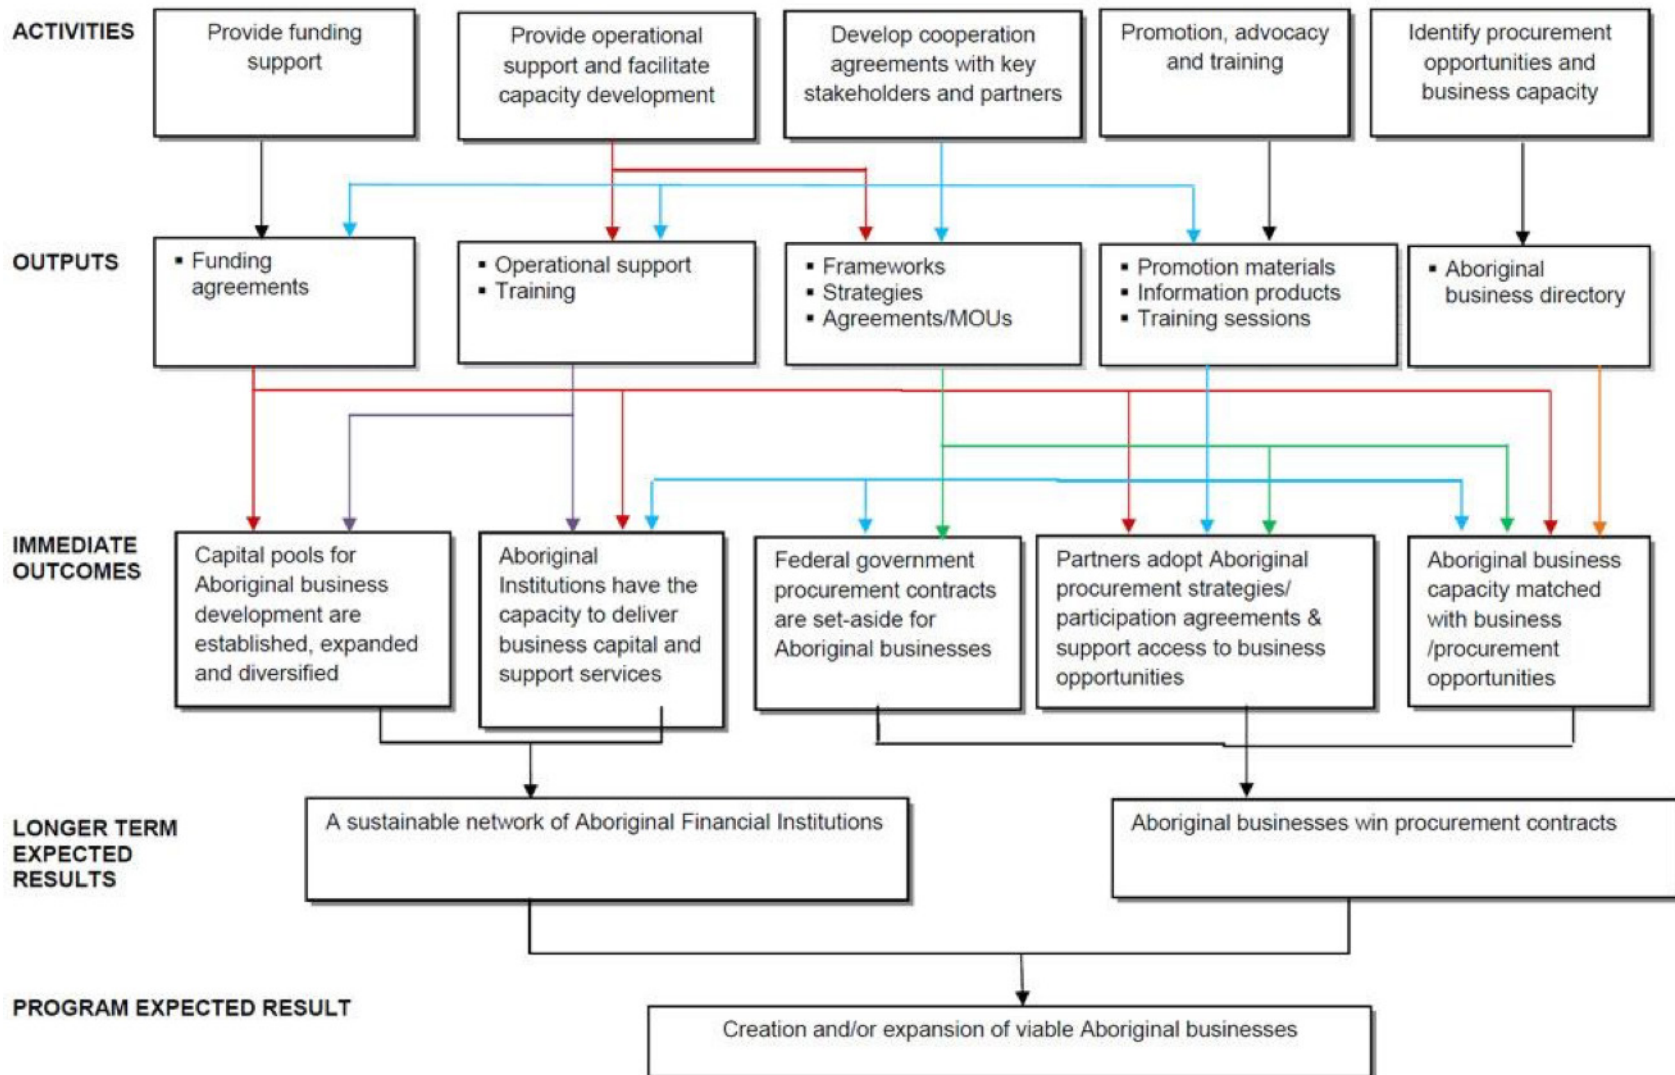 ACTIVITIES
Provide funding
support
Provide operational
support and facilitate
capacity development
Develop cooperation
agreements with key
stakeholders and partners
Promotion, advocacy
and training
Identify procurement
opportunities and
business capacity
OUTPUTS
▪ Funding
agreements
▪ Operational support
▪ Training
▪ Frameworks
▪ Strategies
▪ Agreements/MOUs
▪ Promotion materials
▪ Information products
▪ Training sessions
▪ Aboriginal
business directory
IMMEDIATE
OUTCOMES
Capital pools for
Aboriginal business
development are
established, expanded
and diversified
Aboriginal
Institutions have the
capacity to deliver
business capital and
support services
Federal government
procurement contracts
are set-aside for
Aboriginal businesses
Partners adopt Aboriginal
procurement strategies/
participation agreements &
support access to business
opportunities
Aboriginal business
capacity matched
with business
/procurement
opportunities
LONGER TERM
EXPECTED
RESULTS
A sustainable network of Aboriginal Financial Institutions
Aboriginal businesses win procurement contracts
PROGRAM EXPECTED RESULT
Creation and/or expansion of viable Aboriginal businesses